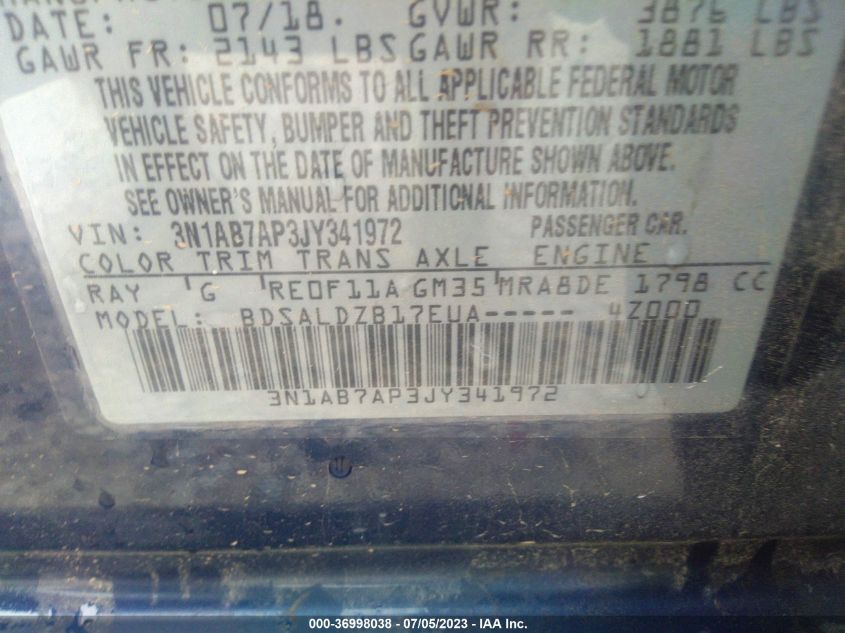 DATE: 07/18. GVWR: 3876 LBS
GAWR FR: 2143 LBS GAWR RR: 1881 LBS
THIS VEHICLE CONFORMS TO ALL APPLICABLE FEDERAL MOTOR
VEHICLE SAFETY, BUMPER AND THEFT PREVENTION STANDARDS
IN EFFECT ON THE DATE OF MANUFACTURE SHOWN ABOVE.
SEE OWNER'S MANUAL FOR ADDITIONAL INFORMATION.
VIN: 3N1AB7AP3JY341972 PASSENGER CAR.
COLOR TRIM TRANS AXLE ENGINE
RAY G RE0F11A GM35 MRA8DE 1798 CC
MODEL: BDSALDZB17EUA----- 4Z000
3N1AB7AP3JY341972
000-36998038 - 07/05/2023 - IAA Inc.